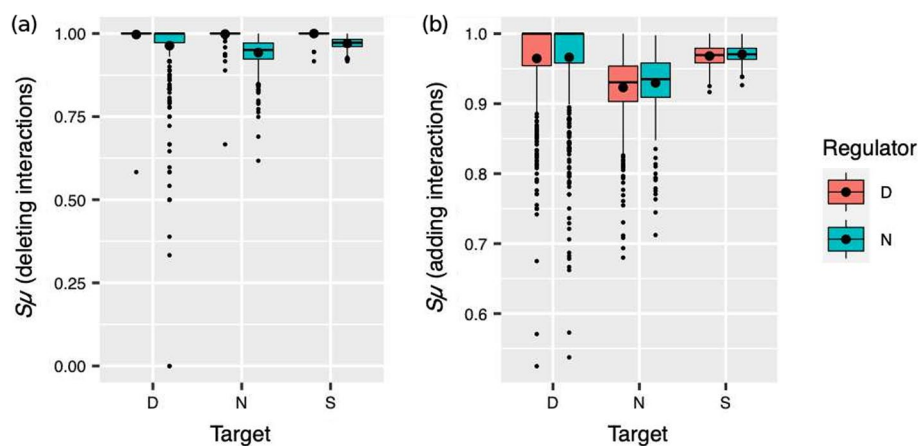 (a)
Sμ (deleting interactions)
1.00
0.75
0.50
0.25
0.00
D N S
Target
(b)
Sμ (adding interactions)
1.0
0.9
0.8
0.7
0.6
D N S
Target
Regulator
D
N